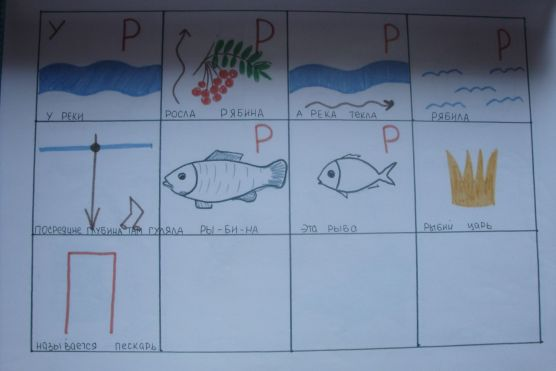 У Р
У РЕКИ
Р
РОСЛА РЯБИНА
Р
А РЕКА ТЕКЛА
Р
РЯБИЛА
ПОСРЕДИНЕ ГЛУБИНА ТАМ ГУЛЯЛА
Р
РЫ-БИ-НА
Р
ЭТА РЫБА
РЫБИЙ ЦАРЬ
НАЗЫВАЕТСЯ ПЕСКАРЬ